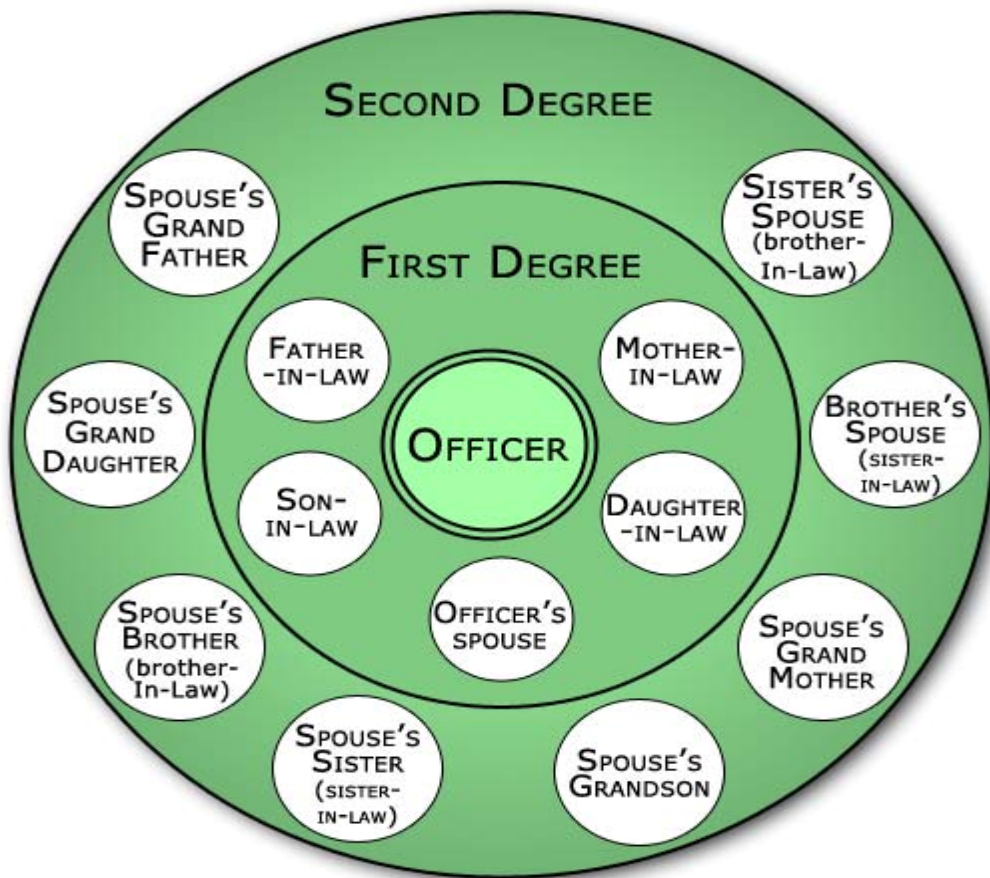 SECOND DEGREE
SPOUSE'S
GRAND
FATHER
SISTER'S
SPOUSE
(brother-
In-Law)
FIRST DEGREE
FATHER
-IN-LAW
MOTHER-
IN-LAW
OFFICER
SPOUSE'S
GRAND
DAUGHTER
BROTHER'S
SPOUSE
(SISTER-
IN-LAW)
SON-
IN-LAW
DAUGHTER
-IN-LAW
OFFICER'S
SPOUSE
SPOUSE'S
BROTHER
(brother-
In-Law)
SPOUSE'S
GRAND
MOTHER
SPOUSE'S
SISTER
(SISTER-
IN-LAW)
SPOUSE'S
GRANDSON